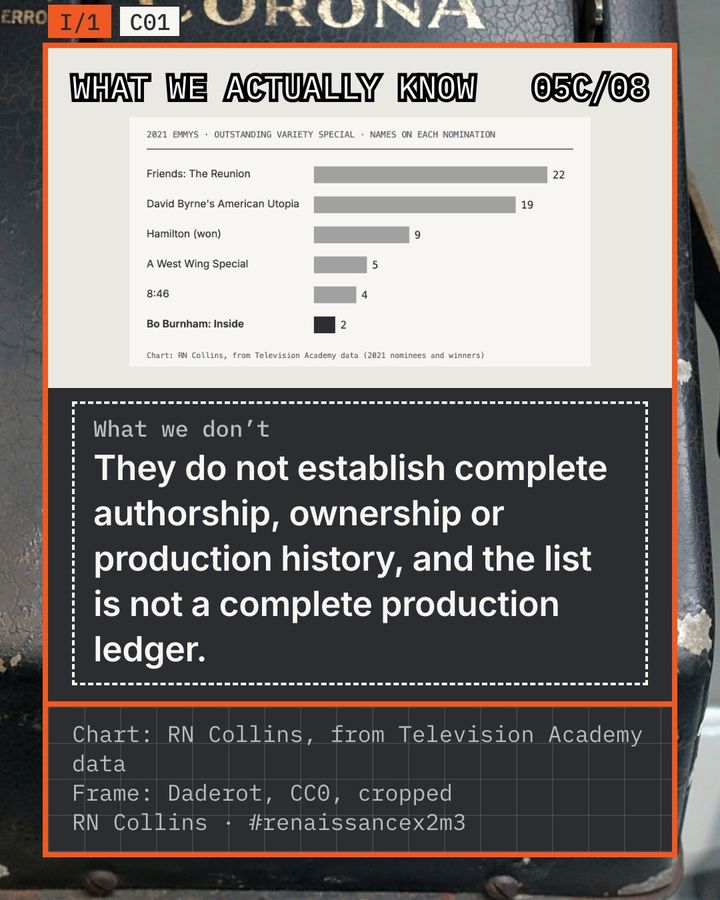 ERRO
CORONA
I/1
C01
WHAT WE ACTUALLY KNOW
05C/08
2021 EMMYS · OUTSTANDING VARIETY SPECIAL · NAMES ON EACH NOMINATION
Friends: The Reunion 22
David Byrne's American Utopia 19
Hamilton (won) 9
A West Wing Special 5
8:46 4
Bo Burnham: Inside 2
Chart: RN Collins, from Television Academy data (2021 nominees and winners)
What we don’t
They do not establish complete
authorship, ownership or
production history, and the list
is not a complete production
ledger.
Chart: RN Collins, from Television Academy
data
Frame: Daderot, CC0, cropped
RN Collins · #renaissancex2m3